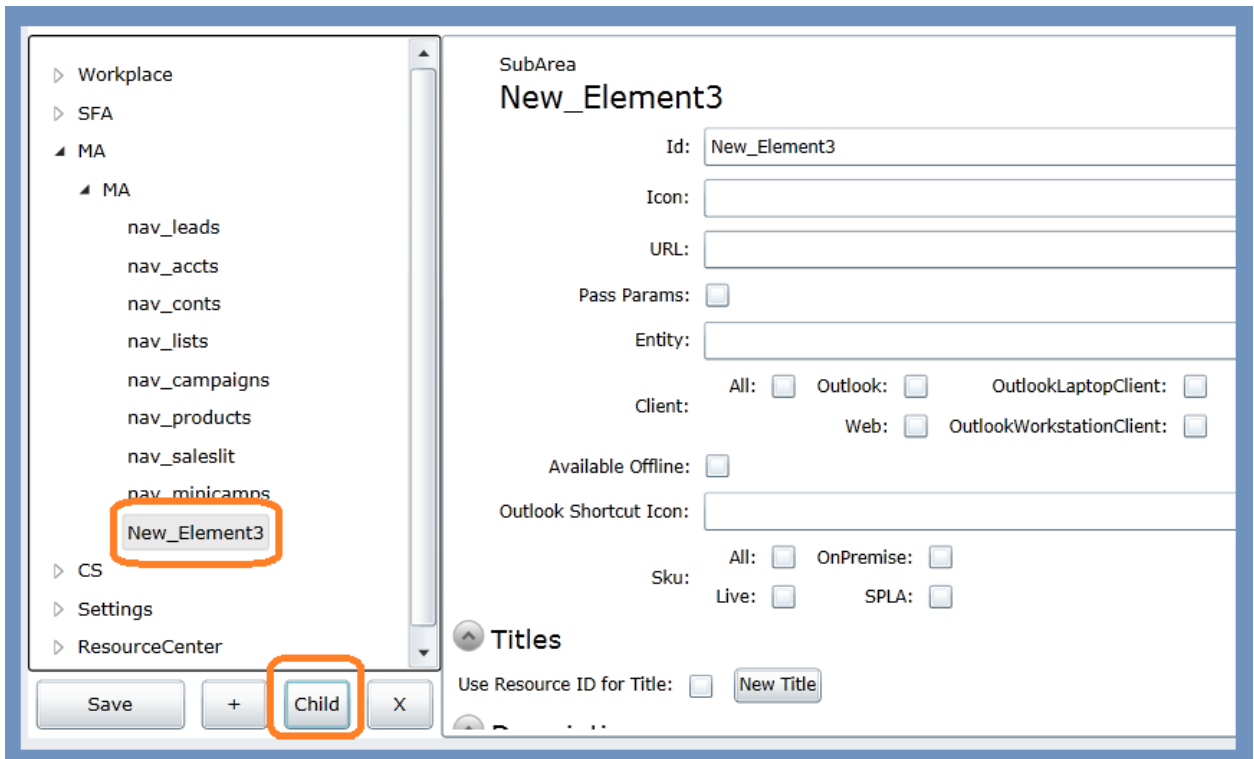 Workplace
SFA
MA
MA
nav_leads
nav_accts
nav_conts
nav_lists
nav_campaigns
nav_products
nav_saleslit
nav_minicamps
New_Element3
CS
Settings
ResourceCenter
Save + Child X
SubArea
New_Element3
Id: New_Element3
Icon:
URL:
Pass Params:
Entity:
Client: All: Outlook: OutlookLaptopClient:
Web: OutlookWorkstationClient:
Available Offline:
Outlook Shortcut Icon:
Sku: All: OnPremise:
Live: SPLA:
Titles
Use Resource ID for Title: New Title